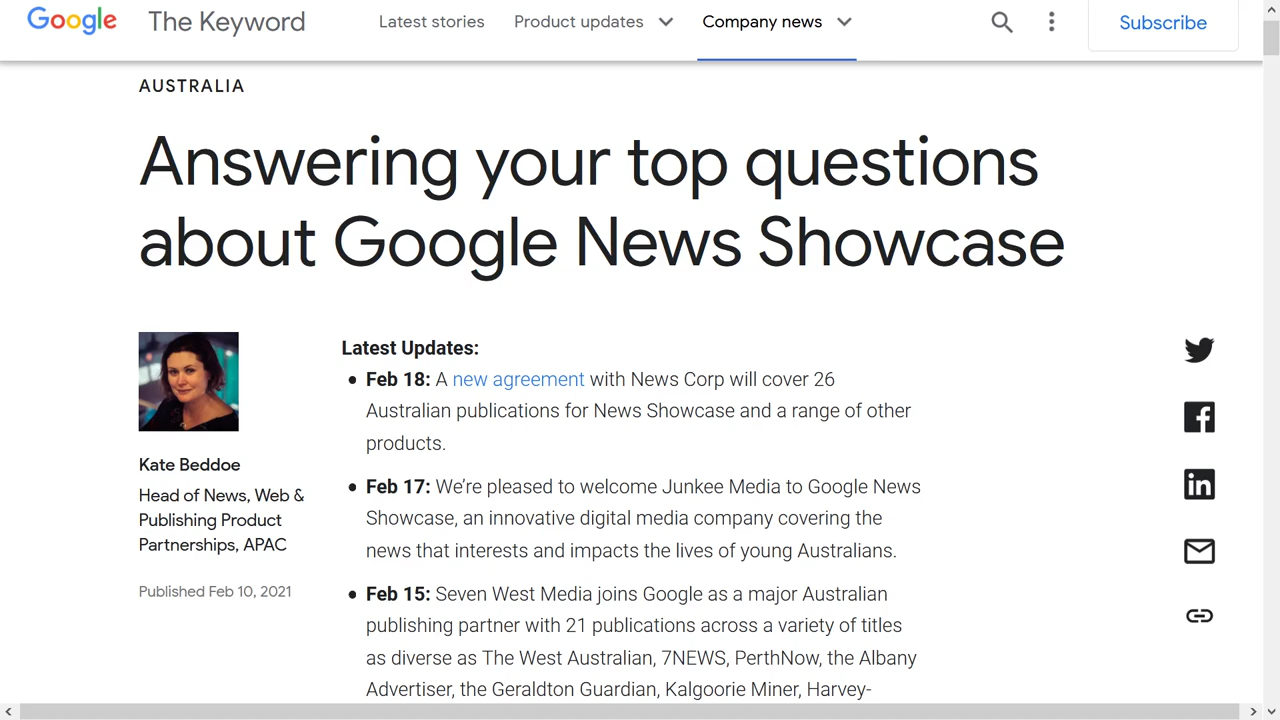 Google The Keyword Latest stories Product updates Company news Subscribe
AUSTRALIA
Answering your top questions
about Google News Showcase
Kate Beddoe
Head of News, Web &
Publishing Product
Partnerships, APAC
Published Feb 10, 2021
Latest Updates:
• Feb 18: A new agreement with News Corp will cover 26
Australian publications for News Showcase and a range of other
products.
• Feb 17: We’re pleased to welcome Junkee Media to Google News
Showcase, an innovative digital media company covering the
news that interests and impacts the lives of young Australians.
• Feb 15: Seven West Media joins Google as a major Australian
publishing partner with 21 publications across a variety of titles
as diverse as The West Australian, 7NEWS, PerthNow, the Albany
Advertiser, the Geraldton Guardian, Kalgoorie Miner, Harvey-